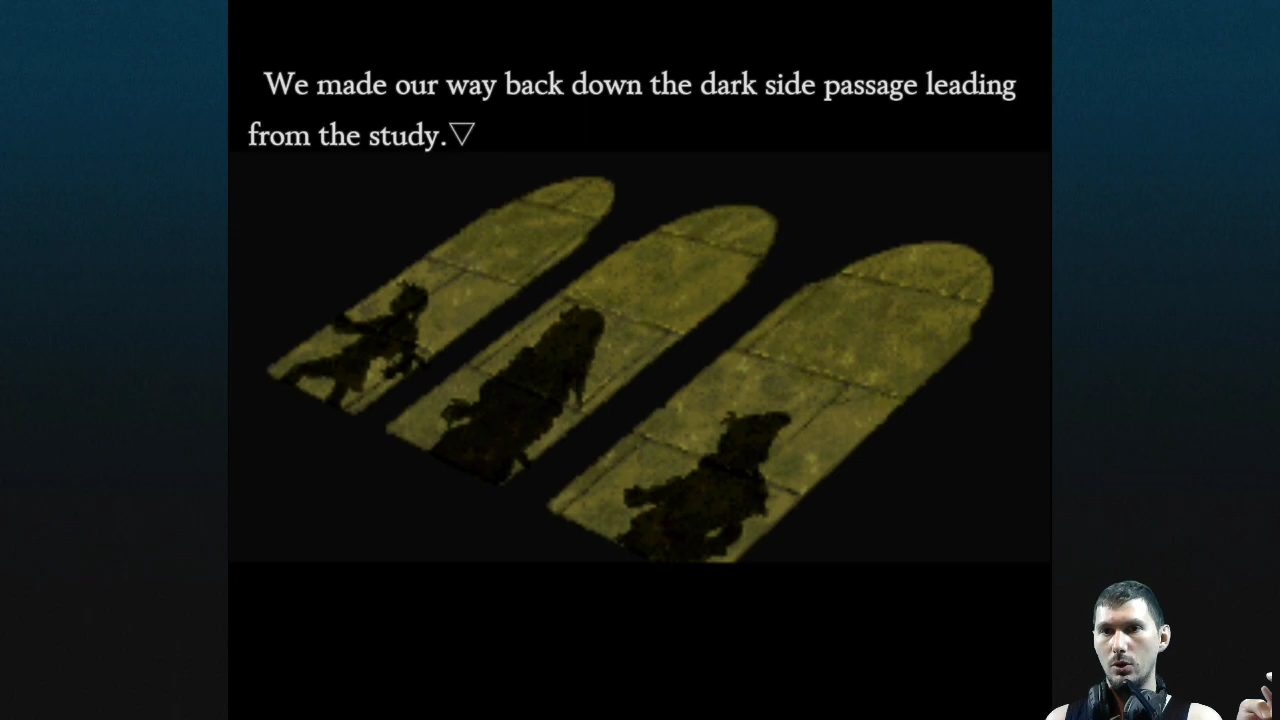 We made our way back down the dark side passage leading
from the study.▽